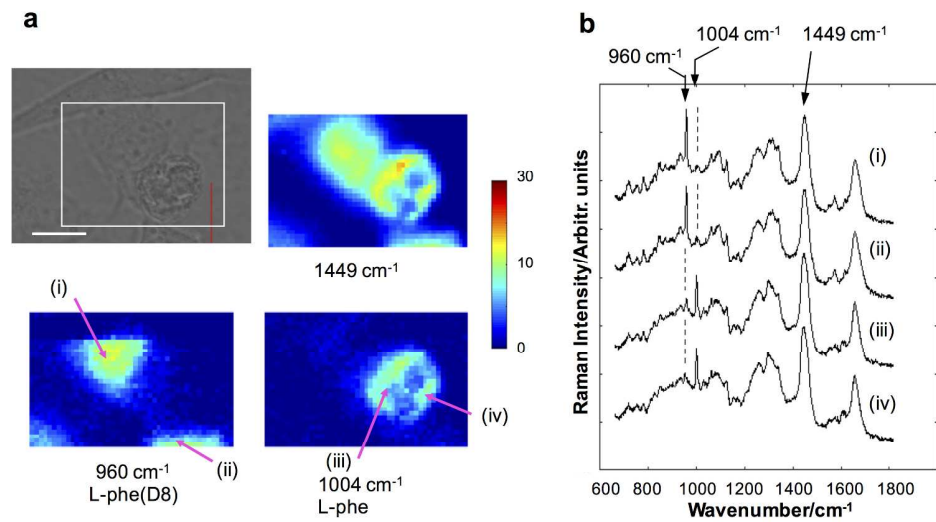 a
30
20
10
0
1449 cm-1
(i)
(ii)
960 cm-1
L-phe(D8)
(iii)
(iv)
1004 cm-1
L-phe
b
1004 cm-1
960 cm-1
1449 cm-1
Raman Intensity/Arbitr. units
(i)
(ii)
(iii)
(iv)
600 800 1000 1200 1400 1600 1800
Wavenumber/cm-1